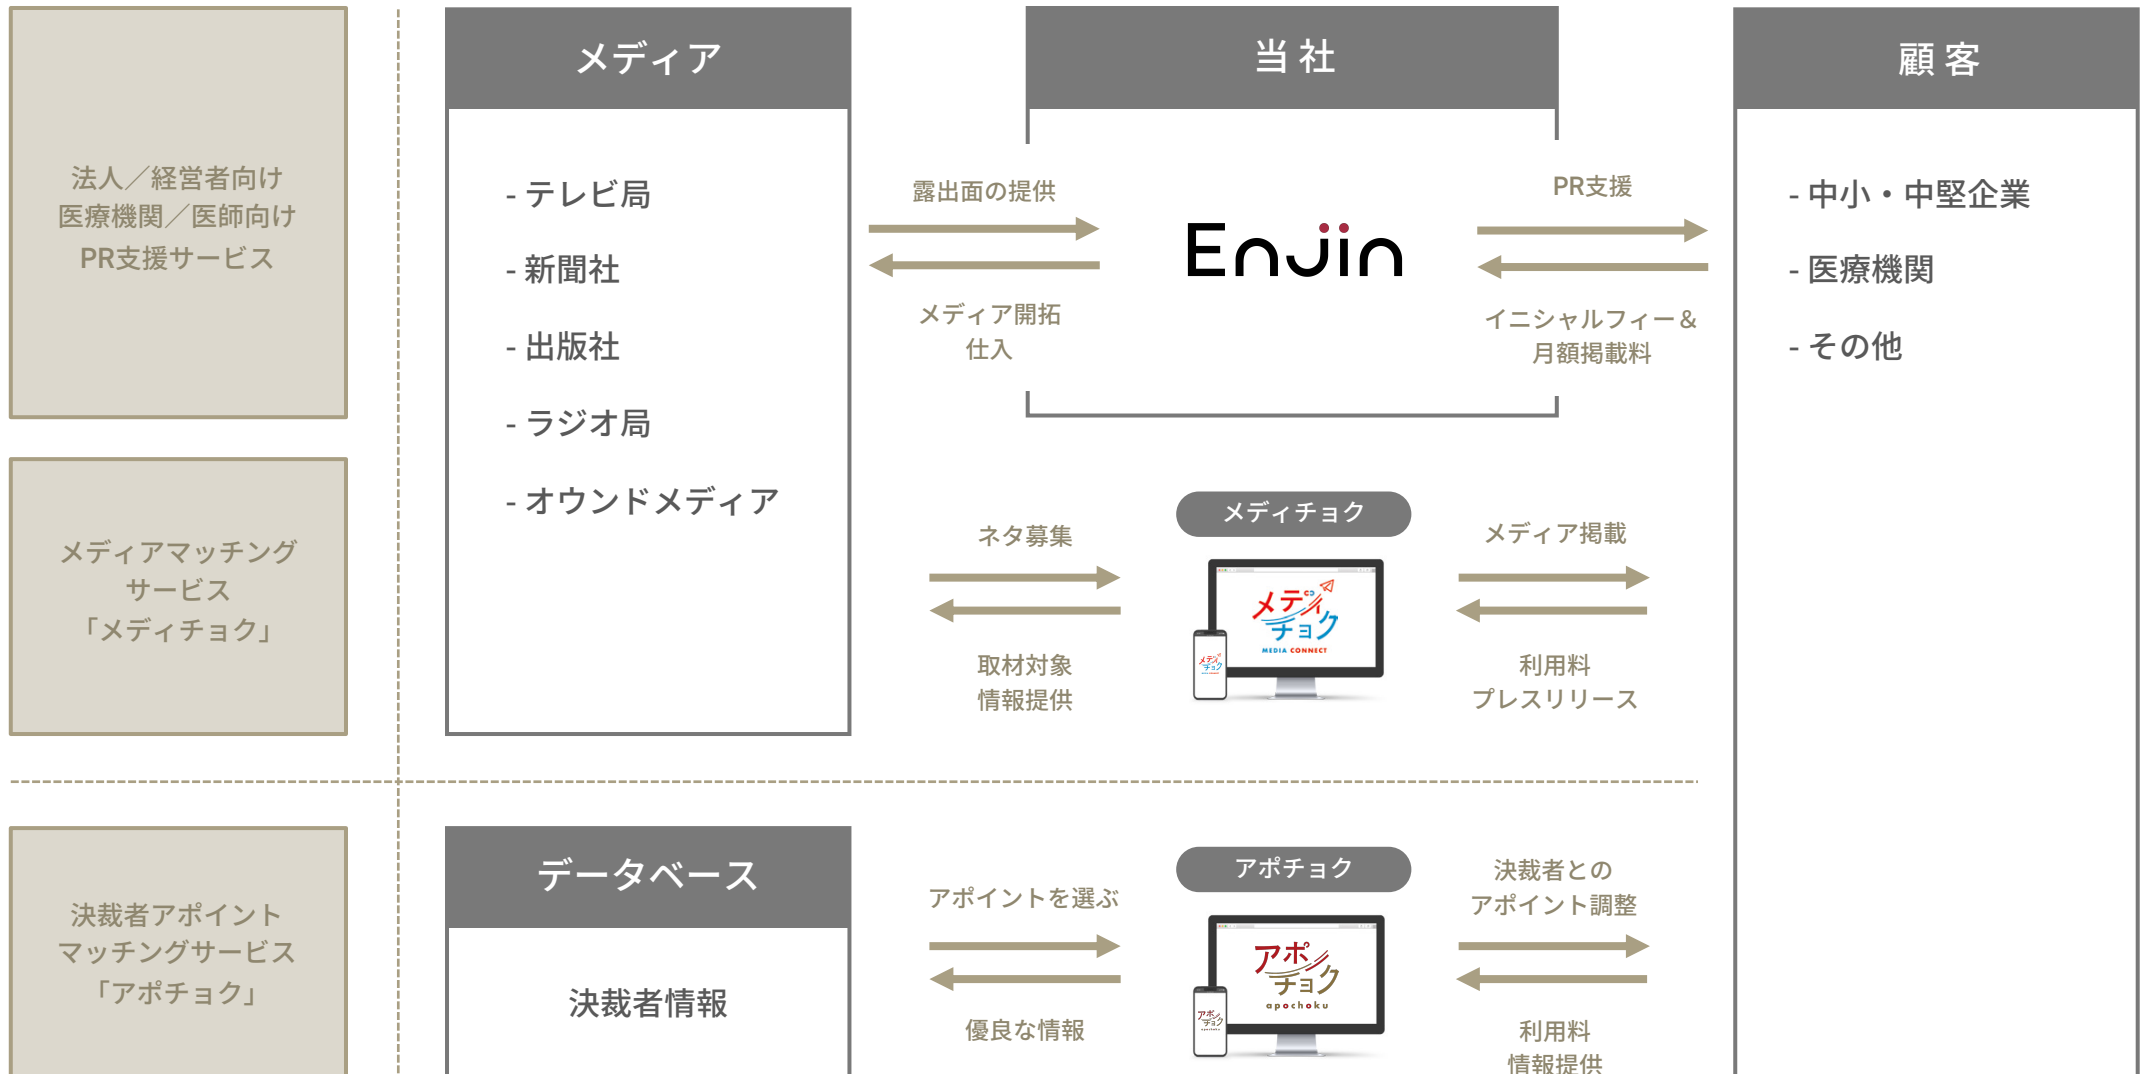 法人／経営者向け
医療機関／医師向け
PR支援サービス
メディア
- テレビ局
- 新聞社
- 出版社
- ラジオ局
- オウンドメディア
当社
露出面の提供
メディア開拓
仕入
Enjin
PR支援
イニシャルフィー＆
月額掲載料
顧客
- 中小・中堅企業
- 医療機関
- その他
メディアマッチング
サービス
「メディチョク」
ネタ募集
取材対象
情報提供
メディチョク
メディ
チョク
MEDIA CONNECT
メディ
チョク
メディア掲載
利用料
プレスリリース
決裁者アポイント
マッチングサービス
「アポチョク」
データベース
決裁者情報
アポイントを選ぶ
優良な情報
アポチョク
アポ
チョク
apochoku
アポ
チョク
決裁者との
アポイント調整
利用料
情報提供